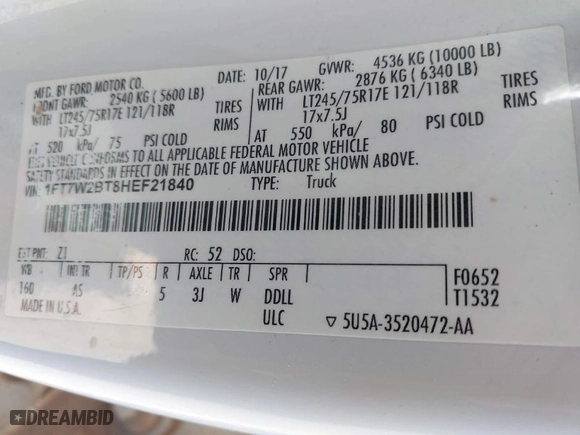 MFG. BY FORD MOTOR CO.
DATE: 10/17 GVWR: 4536 KG (10000 LB)
FRONT GAWR: 2540 KG (5600 LB)
REAR GAWR: 2876 KG (6340 LB)
WITH LT245/75R17E 121/118R TIRES
WITH LT245/75R17E 121/118R TIRES
17x7.5J RIMS
17x7.5J RIMS
AT 520 kPa/ 75 PSI COLD
AT 550 kPa/ 80 PSI COLD
THIS VEHICLE CONFORMS TO ALL APPLICABLE FEDERAL MOTOR VEHICLE
SAFETY STANDARDS IN EFFECT ON THE DATE OF MANUFACTURE SHOWN ABOVE.
VIN: 1FT7W2BT8HEF21840
TYPE: Truck
EXT PNT: Z1 RC: 52 DSO:
WB INT TR TP/PS R AXLE TR SPR
160 AS 5 3J W DDLL
F0652
T1532
MADE IN U.S.A. ULC
▽ 5U5A-3520472-AA
DREAMBID